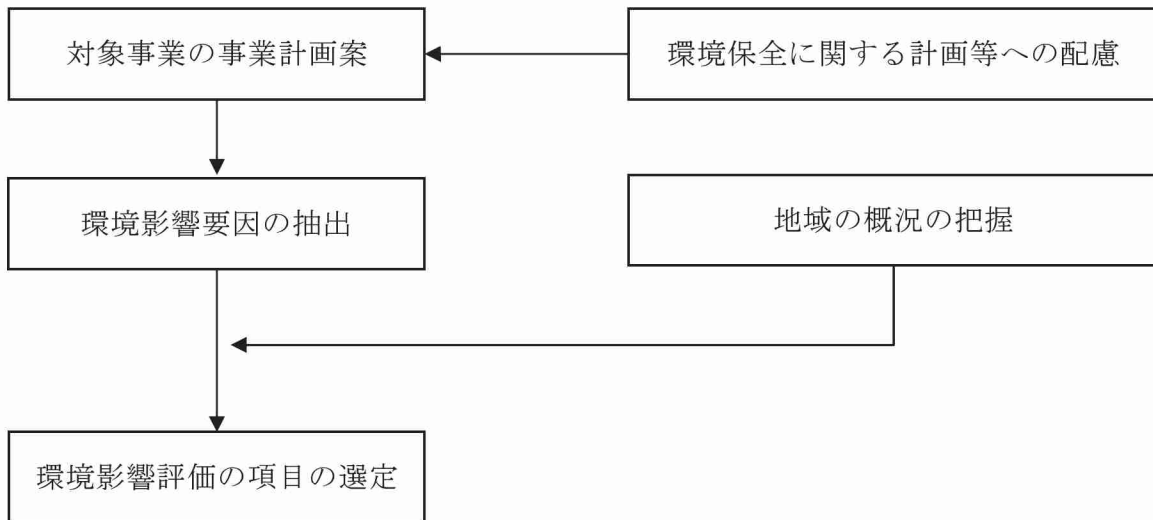 対象事業の事業計画案
環境保全に関する計画等への配慮
環境影響要因の抽出
地域の概況の把握
環境影響評価の項目の選定